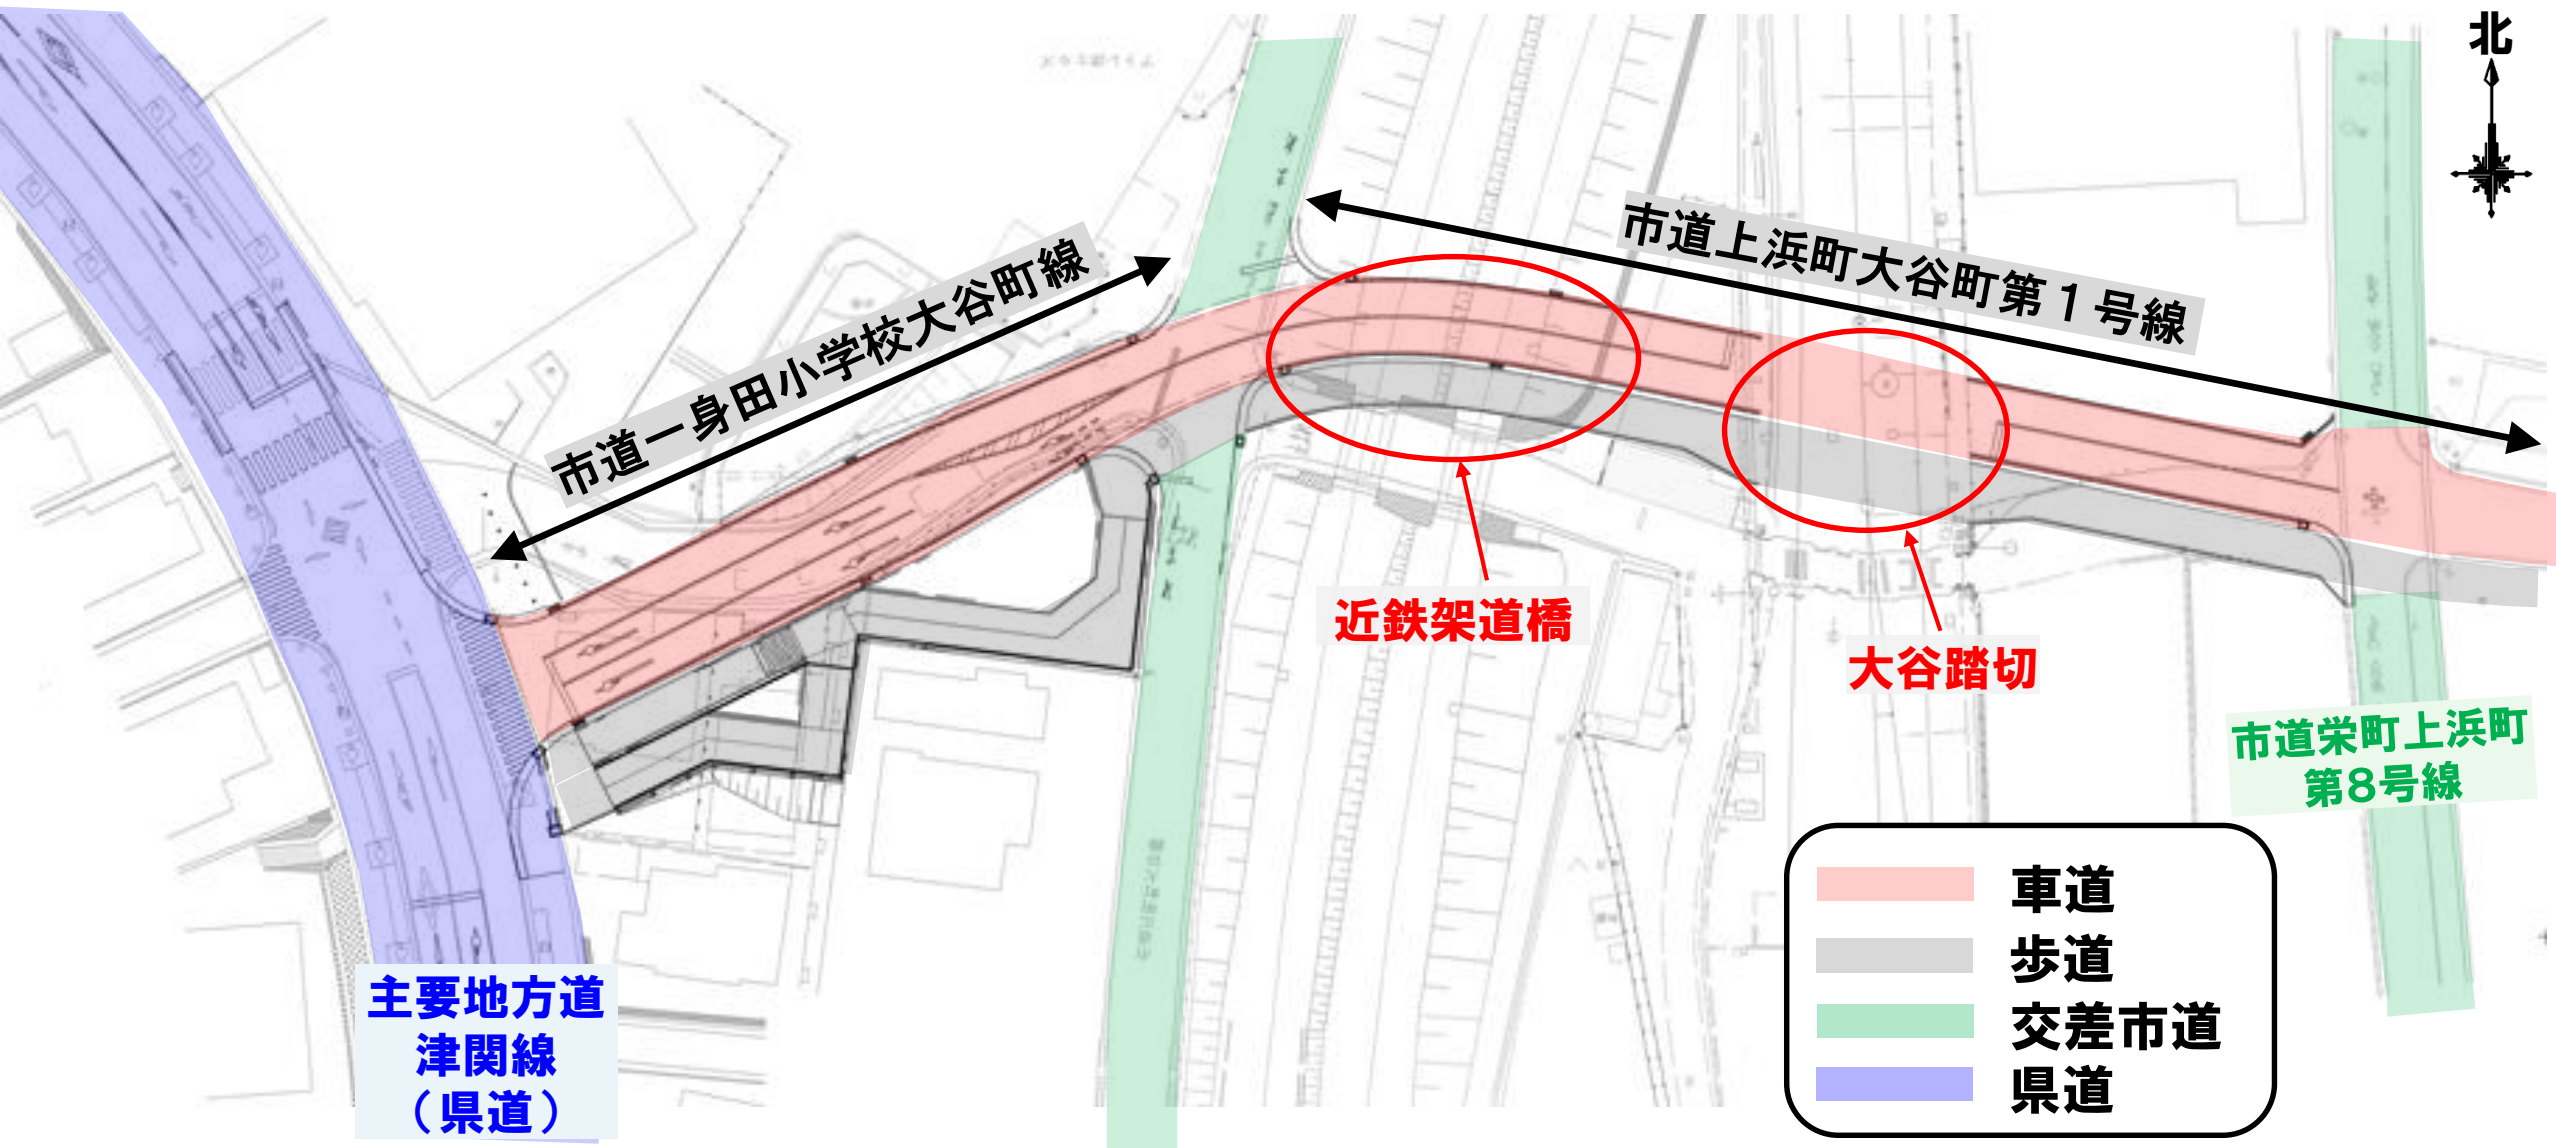 北
市道一身田小学校大谷町線
市道上浜町大谷町第１号線
近鉄架道橋
大谷踏切
市道栄町上浜町
第８号線
主要地方道
津関線
（県道）
車道
歩道
交差市道
県道